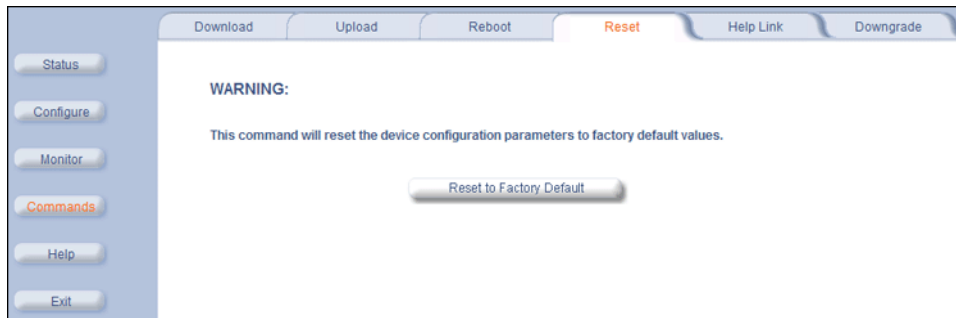 Download Upload Reboot Reset Help Link Downgrade
Status
Configure
Monitor
Commands
Help
Exit
WARNING:
This command will reset the device configuration parameters to factory default values.
Reset to Factory Default